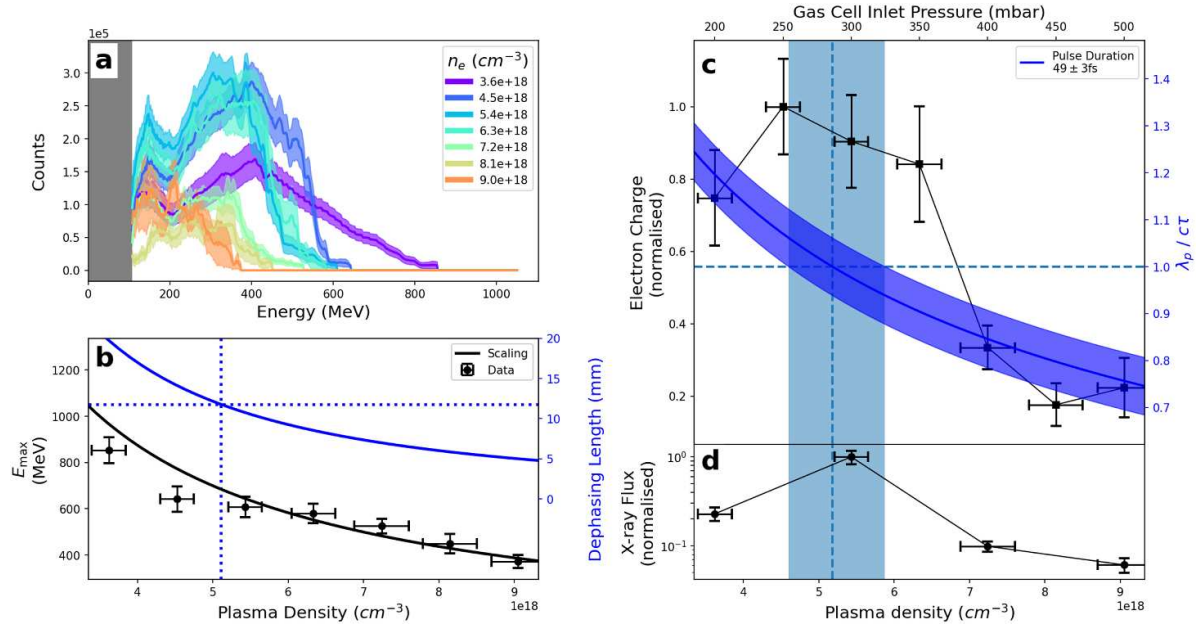 a
1e5
3.0
2.5
2.0
1.5
1.0
0.5
0.0
Counts
n_e (cm⁻³)
3.6e+18
4.5e+18
5.4e+18
6.3e+18
7.2e+18
8.1e+18
9.0e+18
0 200 400 600 800 1000
Energy (MeV)
b
1200
1000
800
600
400
E_max
(MeV)
Scaling
Data
20
15
10
5
0
Dephasing Length (mm)
4 5 6 7 8 9
1e18
Plasma Density (cm⁻³)
Gas Cell Inlet Pressure (mbar)
200 250 300 350 400 450 500
c
Pulse Duration
49 ± 3fs
1.0
0.8
0.6
0.4
0.2
Electron Charge
(normalised)
1.4
1.3
1.2
1.1
1.0
0.9
0.8
0.7
λ_p / cτ
d
10⁰
10⁻¹
X-ray Flux
(normalised)
4 5 6 7 8 9
1e18
Plasma density (cm⁻³)